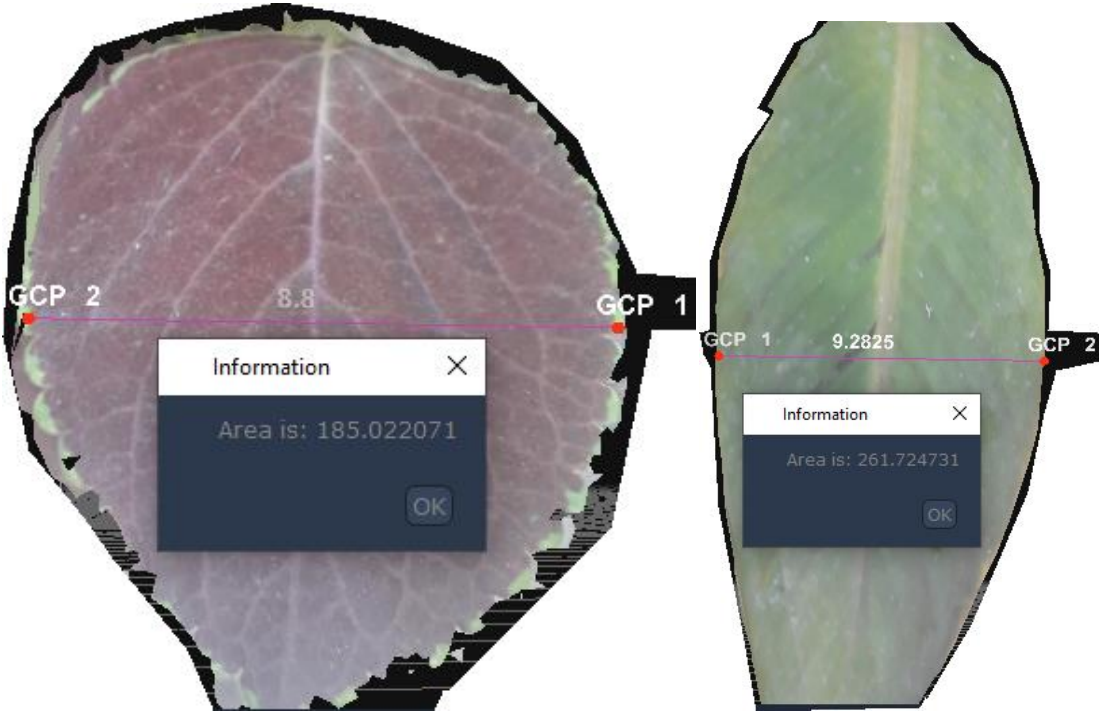 GCP 2
8.8
GCP 1
Information
Area is: 185.022071
OK
GCP 1
9.2825
GCP 2
Information
Area is: 261.724731
OK